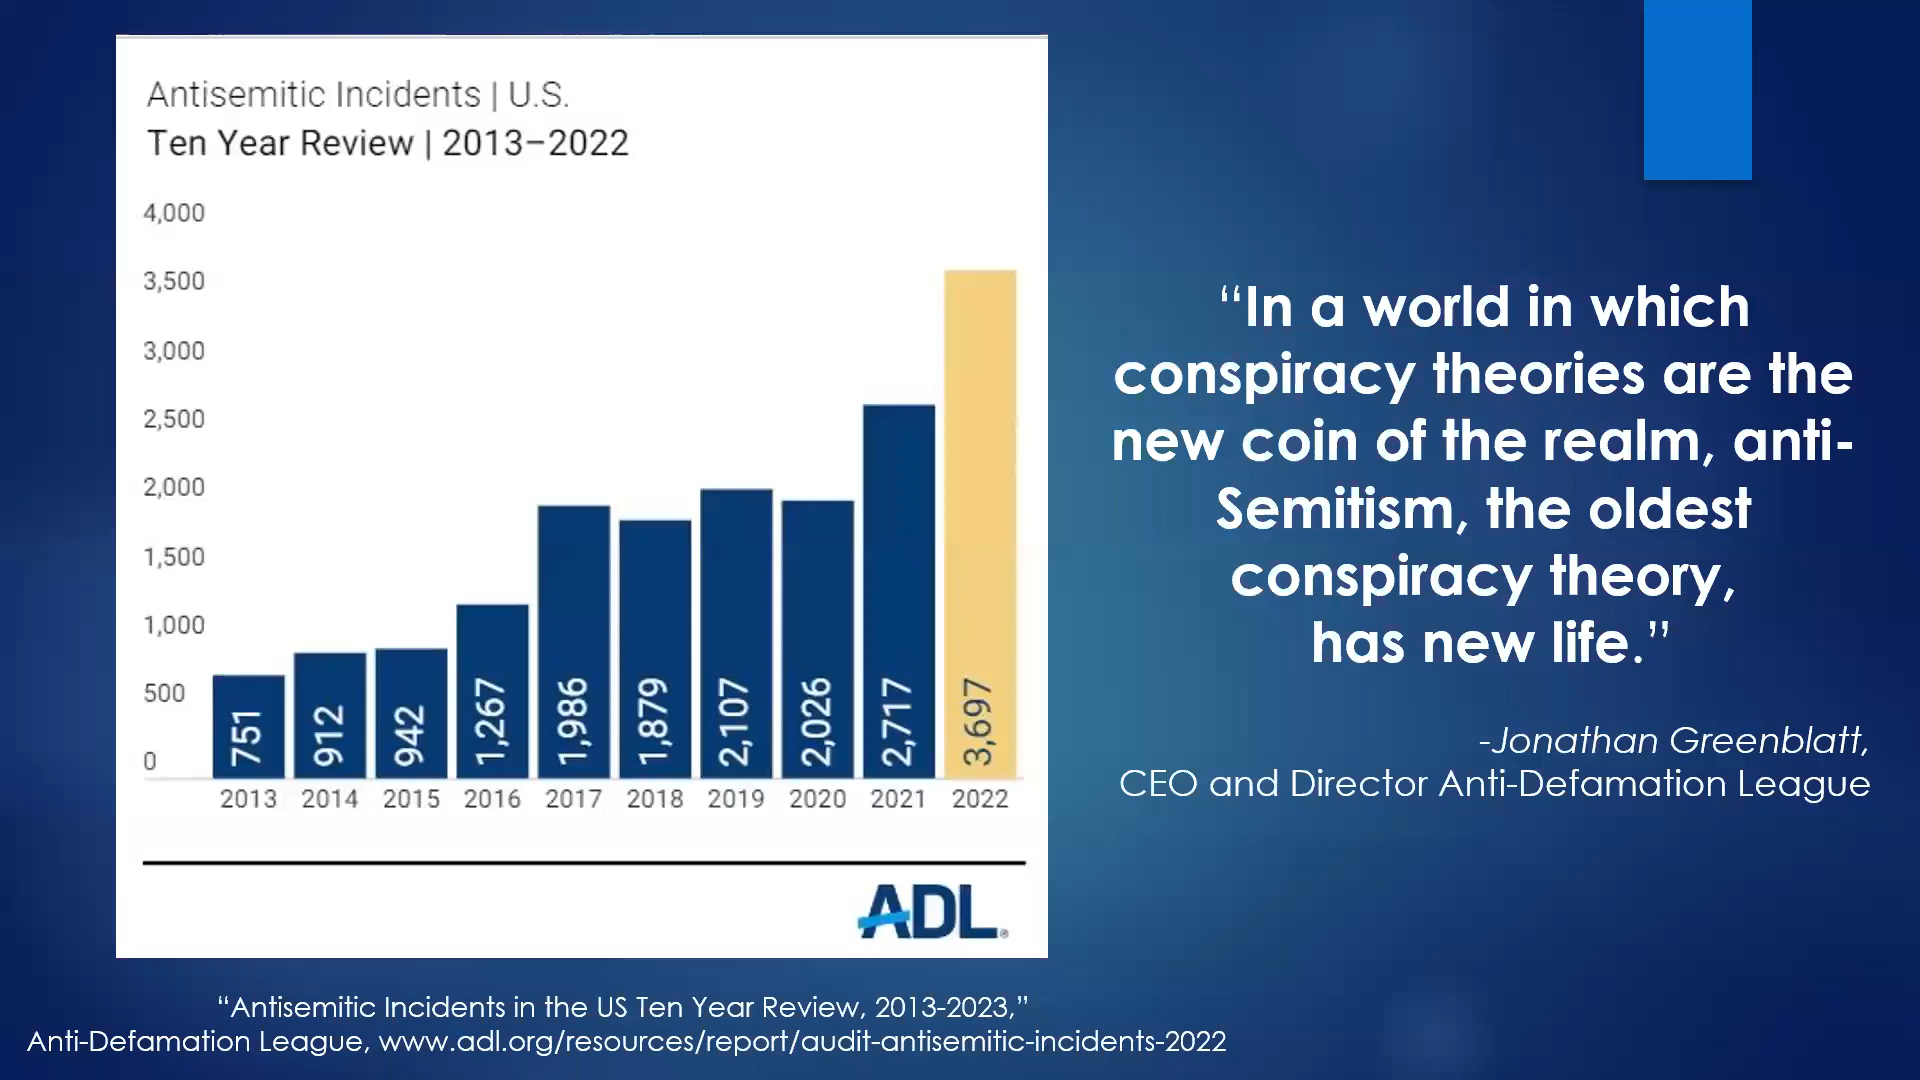 Antisemitic Incidents | U.S.
Ten Year Review | 2013–2022
4,000
3,500
3,000
2,500
2,000
1,500
1,000
500
0
751
912
942
1,267
1,986
1,879
2,107
2,026
2,717
3,697
2013 2014 2015 2016 2017 2018 2019 2020 2021 2022
ADL®
“In a world in which
conspiracy theories are the
new coin of the realm, anti-
Semitism, the oldest
conspiracy theory,
has new life.”
-Jonathan Greenblatt,
CEO and Director Anti-Defamation League
“Antisemitic Incidents in the US Ten Year Review, 2013-2023,”
Anti-Defamation League, www.adl.org/resources/report/audit-antisemitic-incidents-2022